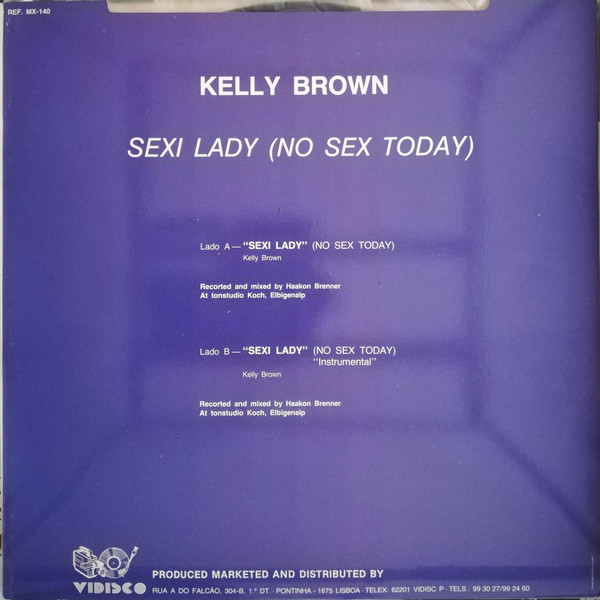 REF. MX-140
KELLY BROWN
SEXI LADY (NO SEX TODAY)
Lado A — "SEXI LADY" (NO SEX TODAY)
Kelly Brown
Recorded and mixed by Haakon Brenner
At tonstudio Koch, Elbigenalp
Lado B — "SEXI LADY" (NO SEX TODAY)
''Instrumental''
Kelly Brown
Recorded and mixed by Haakon Brenner
At tonstudio Koch, Elbigenalp
VIDISCO
PRODUCED MARKETED AND DISTRIBUTED BY
RUA A DO FALCÃO, 304-B, 1.º DT. · PONTINHA - 1675 LISBOA · TELEX: 62201 VIDISC P · TELS.: 99 30 27/99 24 60